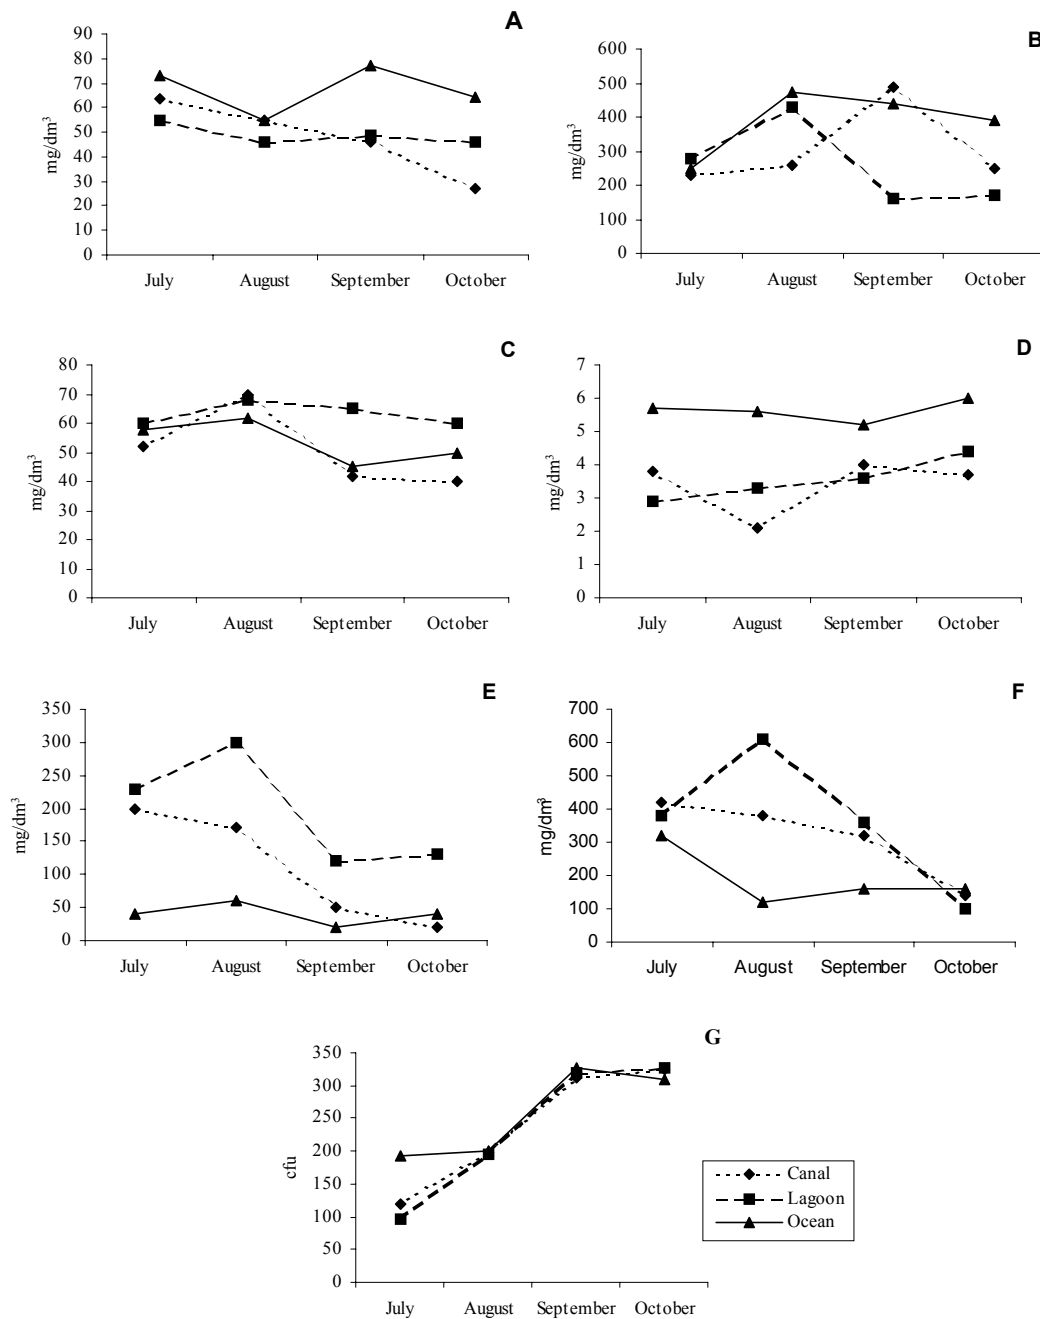 A
90
80
70
60
50
40
30
20
10
0
mg/dm³
July August September October
B
600
500
400
300
200
100
0
mg/dm³
July August September October
C
80
70
60
50
40
30
20
10
0
mg/dm³
July August September October
D
7
6
5
4
3
2
1
0
mg/dm³
July August September October
E
350
300
250
200
150
100
50
0
mg/dm³
July August September October
F
700
600
500
400
300
200
100
0
mg/dm³
July August September October
G
350
300
250
200
150
100
50
0
cfu
July August September October
Canal
Lagoon
Ocean